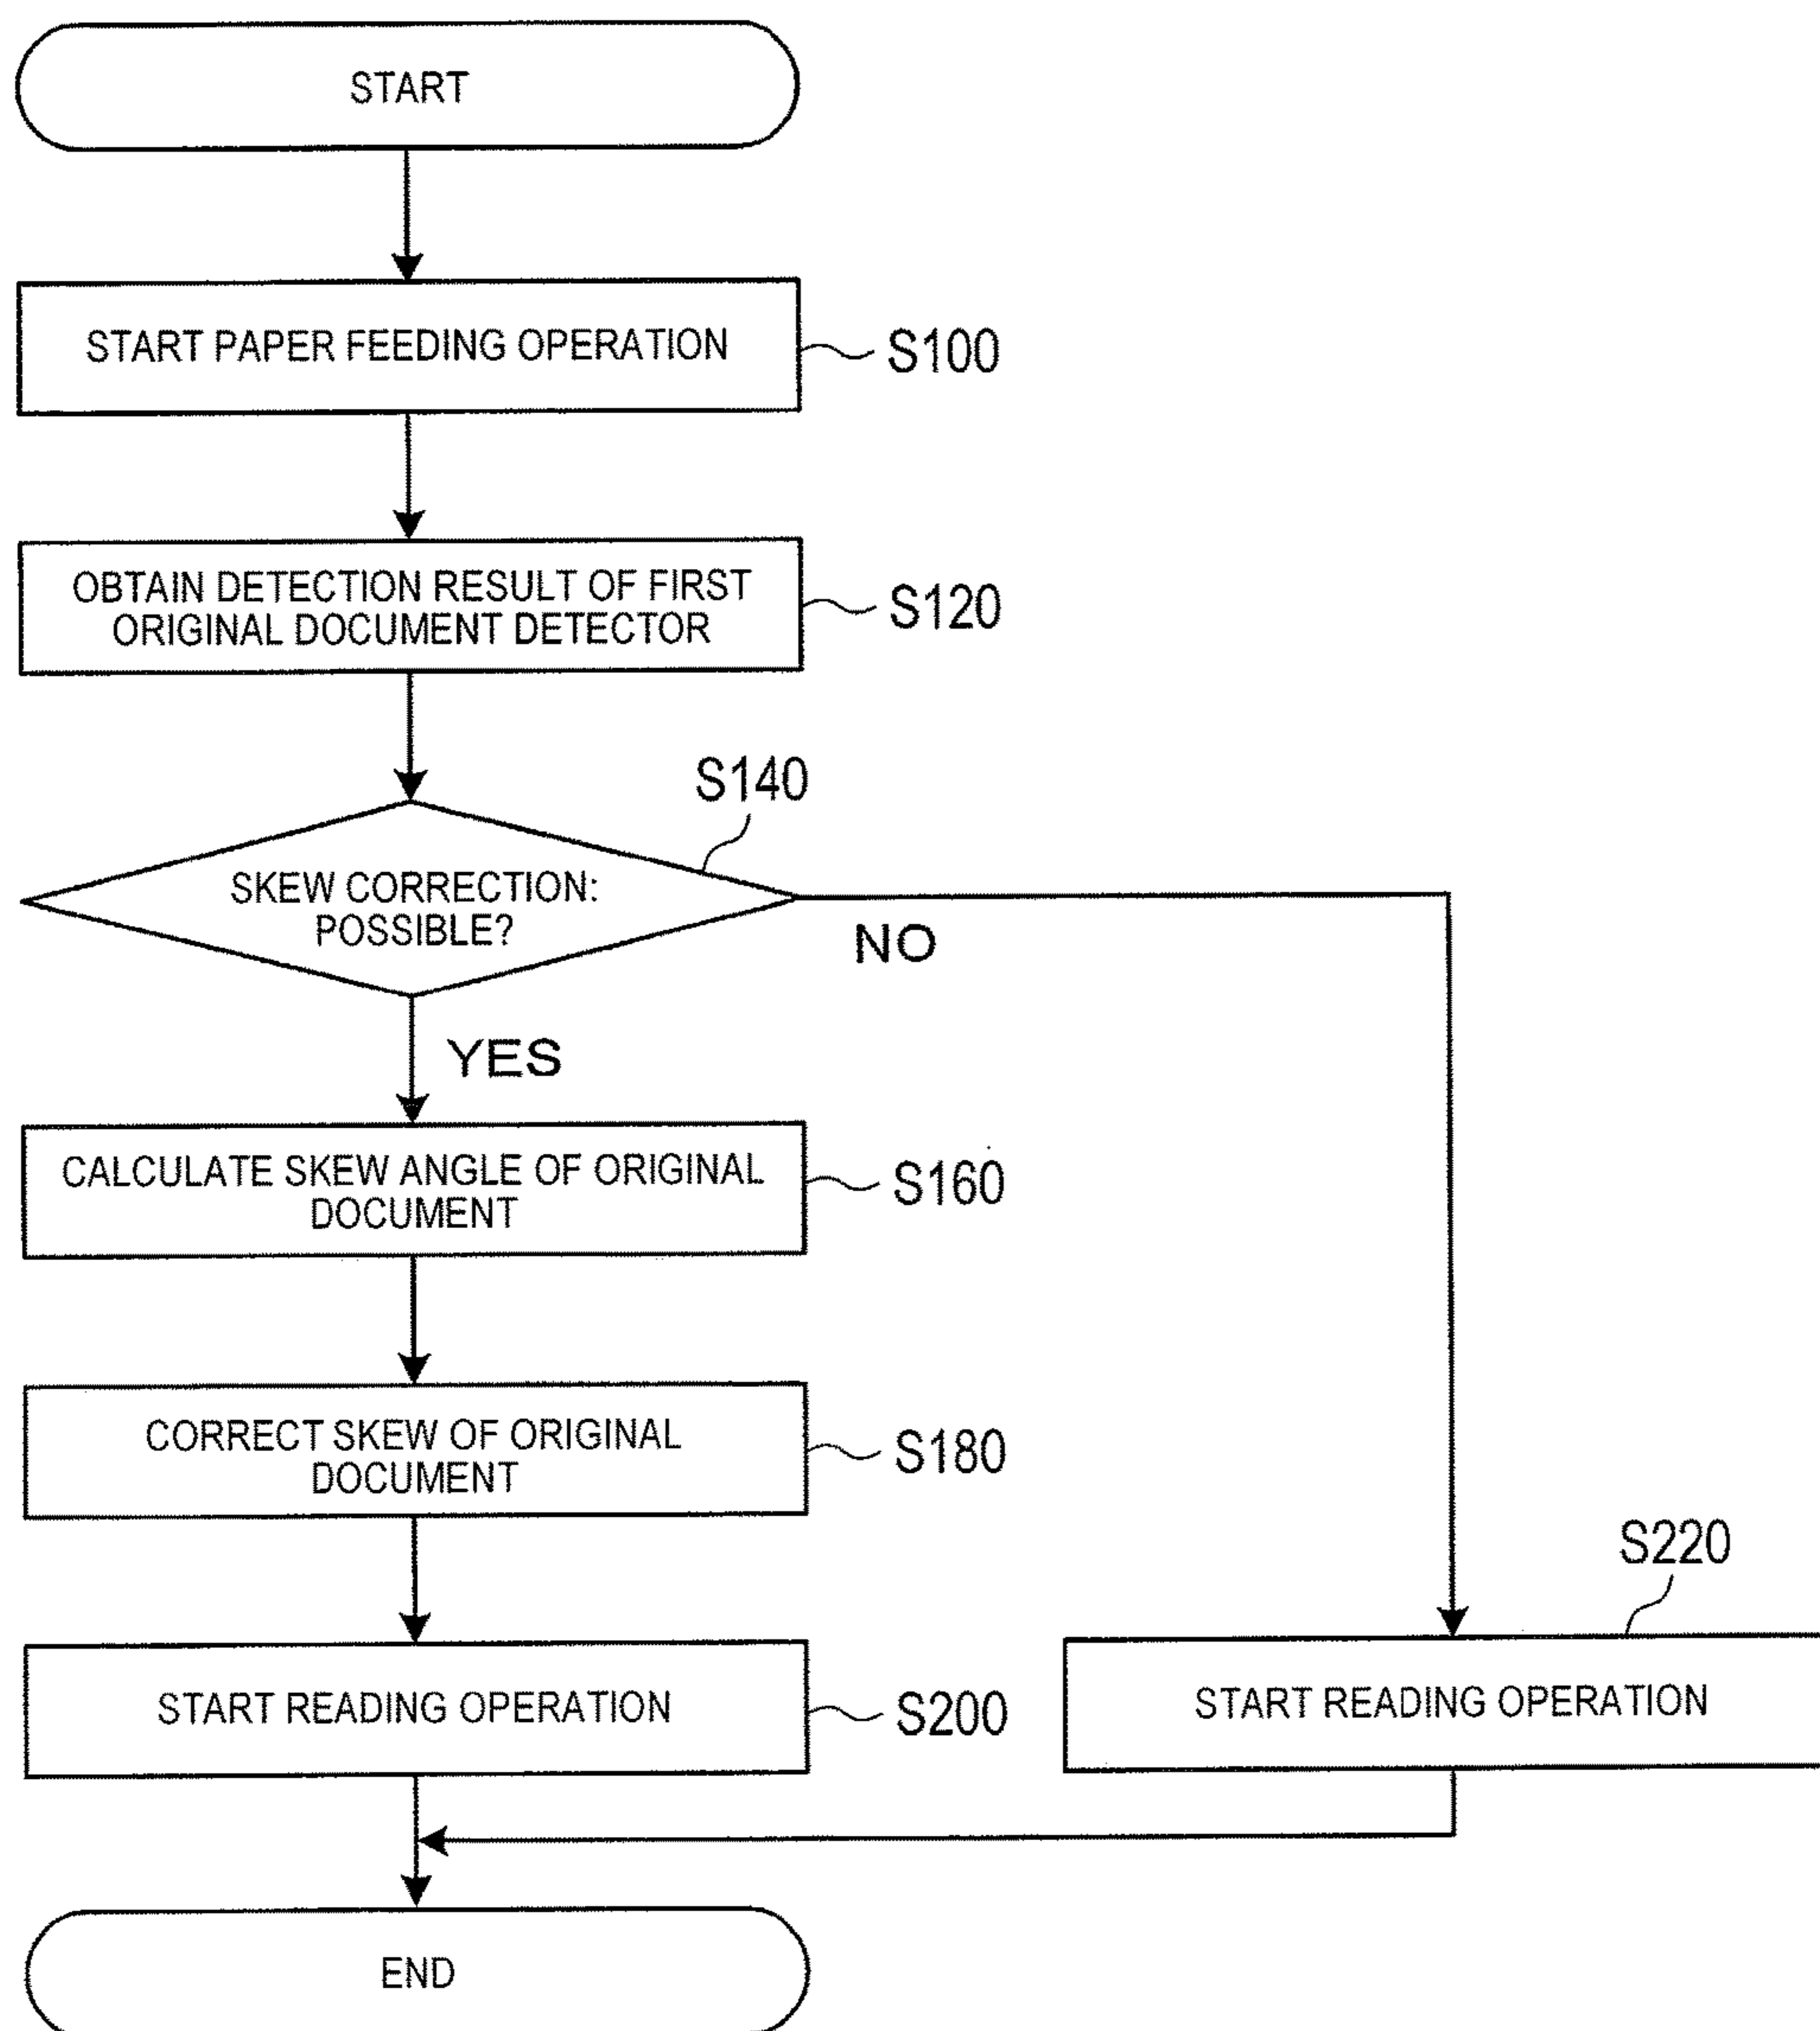 START
START PAPER FEEDING OPERATION
S100
OBTAIN DETECTION RESULT OF FIRST
ORIGINAL DOCUMENT DETECTOR
S120
S140
SKEW CORRECTION:
POSSIBLE?
NO
YES
CALCULATE SKEW ANGLE OF ORIGINAL
DOCUMENT
S160
CORRECT SKEW OF ORIGINAL
DOCUMENT
S180
S220
START READING OPERATION
S200
START READING OPERATION
END